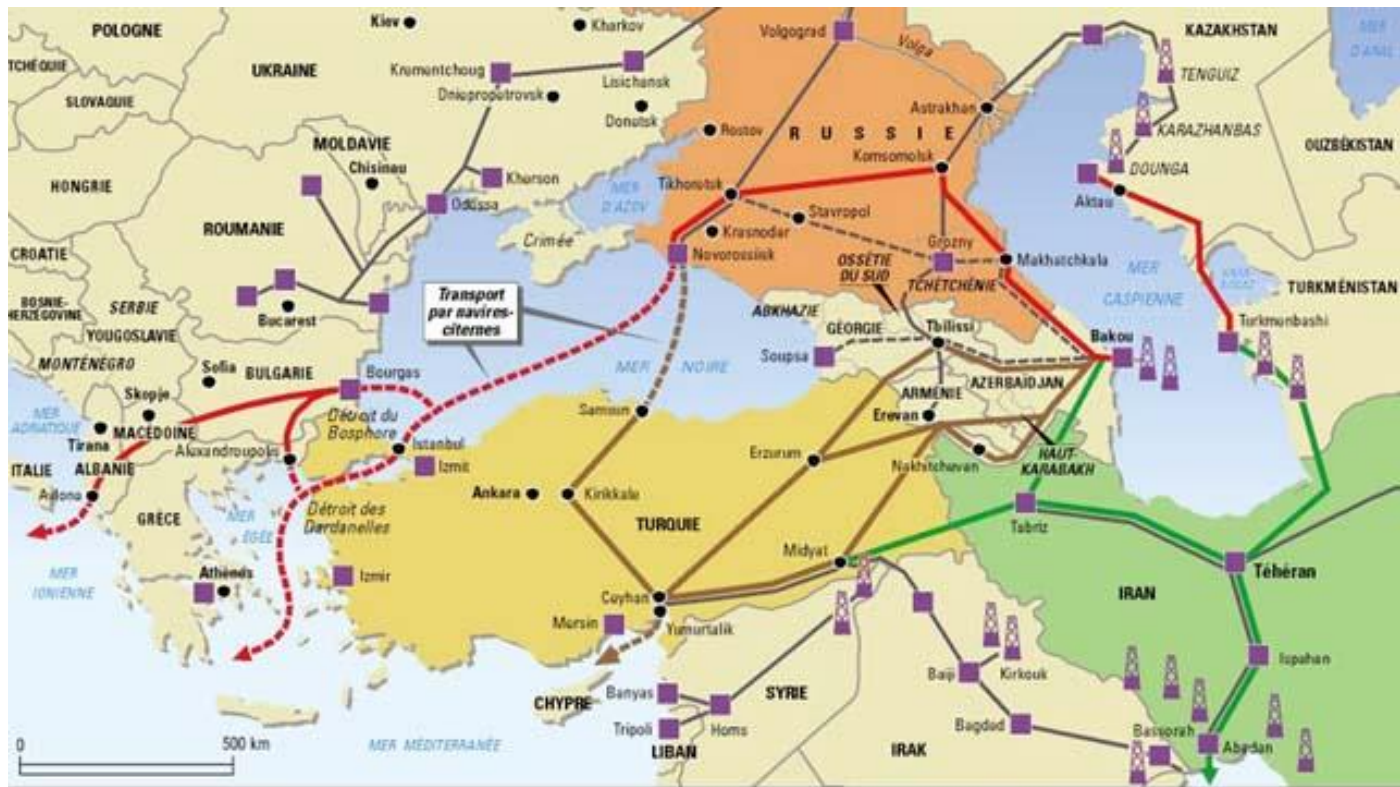 POLOGNE
Kiev
Kharkov
Volgograd
Volga
KAZAKHSTAN
MER
D'ARAL
TCHÉQUIE
UKRAINE
Krementchoug
Lisichansk
TENGUIZ
SLOVAQUIE
Dniepropetrovsk
Donetsk
Astrakhan
KARAZHANBAS
Rostov
RUSSIE
MOLDAVIE
Chisinau
Komsomolsk
OUZBÉKISTAN
HONGRIE
Kherson
DOUNGA
Odessa
MER
D'AZOV
Tikhoretsk
Aktau
ROUMANIE
Stavropol
Crimée
Krasnodar
Grozny
CROATIE
Novorossiisk
OSSÉTIE
DU SUD
Makhatchkala
TCHÉTCHÉNIE
MER
CASPIENNE
TURKMÉNISTAN
BOSNIE-
HERZÉGOVINE
SERBIE
Bucarest
Transport
par navires-
citernes
ABKHAZIE
GÉORGIE
Tbilissi
Turkmenbashi
YOUGOSLAVIE
Soupsa
Bakou
MONTÉNÉGRO
Sofia
BULGARIE
Bourgas
MER NOIRE
ARMÉNIE
AZERBAÏDJAN
Skopje
MER
ADRIATIQUE
MACÉDOINE
Détroit du
Bosphore
Samsun
Erevan
Tirana
Istanbul
ITALIE
ALBANIE
Alexandroupolis
Izmit
Erzurum
Nakhitchevan
HAUT-
KARABAKH
Avlona
Ankara
Kirikkale
GRÈCE
MER
EGÉE
Détroit des
Dardanelles
TURQUIE
Tabriz
Midyat
MER
IONIENNE
Athènes
Izmir
Téhéran
Ceyhan
IRAN
Mersin
Yumurtalik
Ispahan
CHYPRE
Banyas
SYRIE
Baiji
Kirkouk
Tripoli
Homs
Bagdad
0
500 km
MER MÉDITERRANÉE
LIBAN
IRAK
Bassorah
Abadan